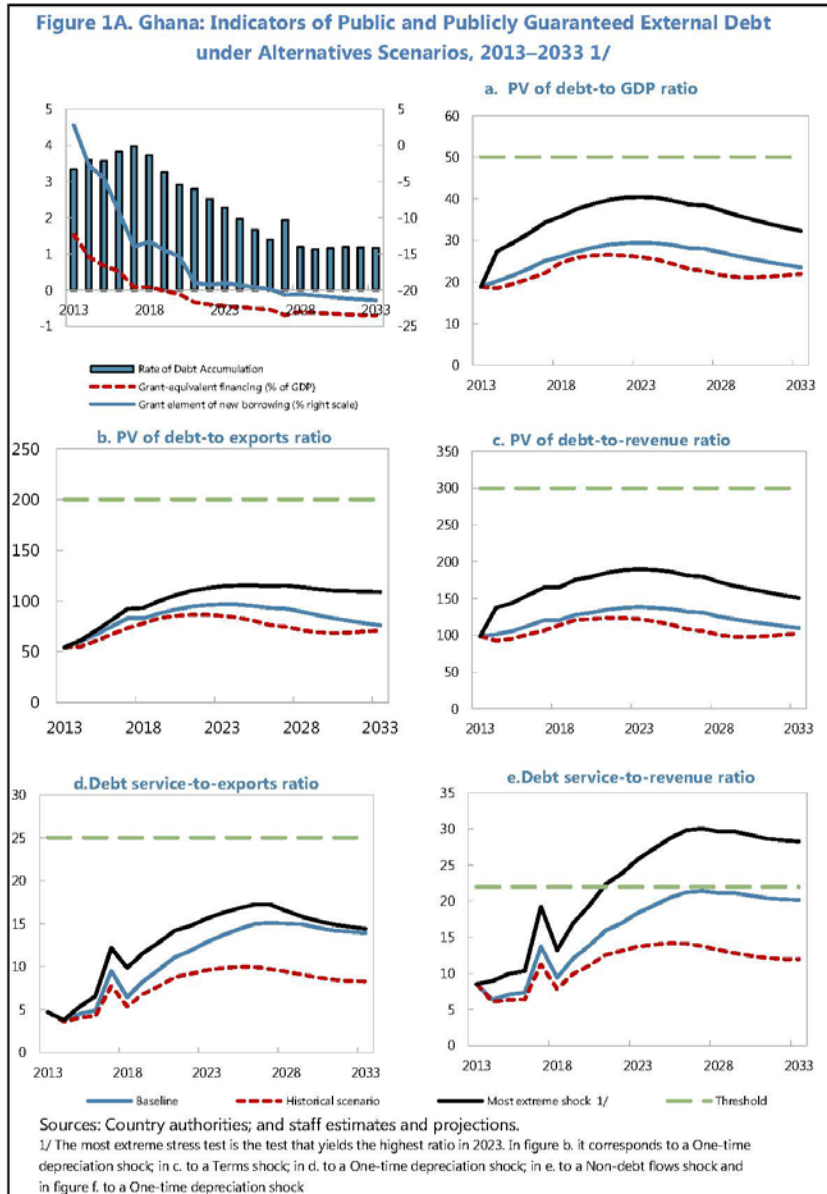 Figure 1A. Ghana: Indicators of Public and Publicly Guaranteed External Debt
under Alternatives Scenarios, 2013–2033 1/
5
4
3
2
1
0
-1
0
-5
-10
-15
-20
-25
2013
2018
2023
2028
2033
Rate of Debt Accumulation
Grant-equivalent financing (% of GDP)
Grant element of new borrowing (% right scale)
a. PV of debt-to GDP ratio
60
50
40
30
20
10
0
2013 2018 2023 2028 2033
b. PV of debt-to exports ratio
250
200
150
100
50
0
2013 2018 2023 2028 2033
c. PV of debt-to-revenue ratio
350
300
250
200
150
100
50
0
2013 2018 2023 2028 2033
d.Debt service-to-exports ratio
30
25
20
15
10
5
0
2013 2018 2023 2028 2033
e.Debt service-to-revenue ratio
35
30
25
20
15
10
5
0
2013 2018 2023 2028 2033
Baseline Historical scenario Most extreme shock 1/ Threshold
Sources: Country authorities; and staff estimates and projections.
1/ The most extreme stress test is the test that yields the highest ratio in 2023. In figure b. it corresponds to a One-time
depreciation shock; in c. to a Terms shock; in d. to a One-time depreciation shock; in e. to a Non-debt flows shock and
in figure f. to a One-time depreciation shock